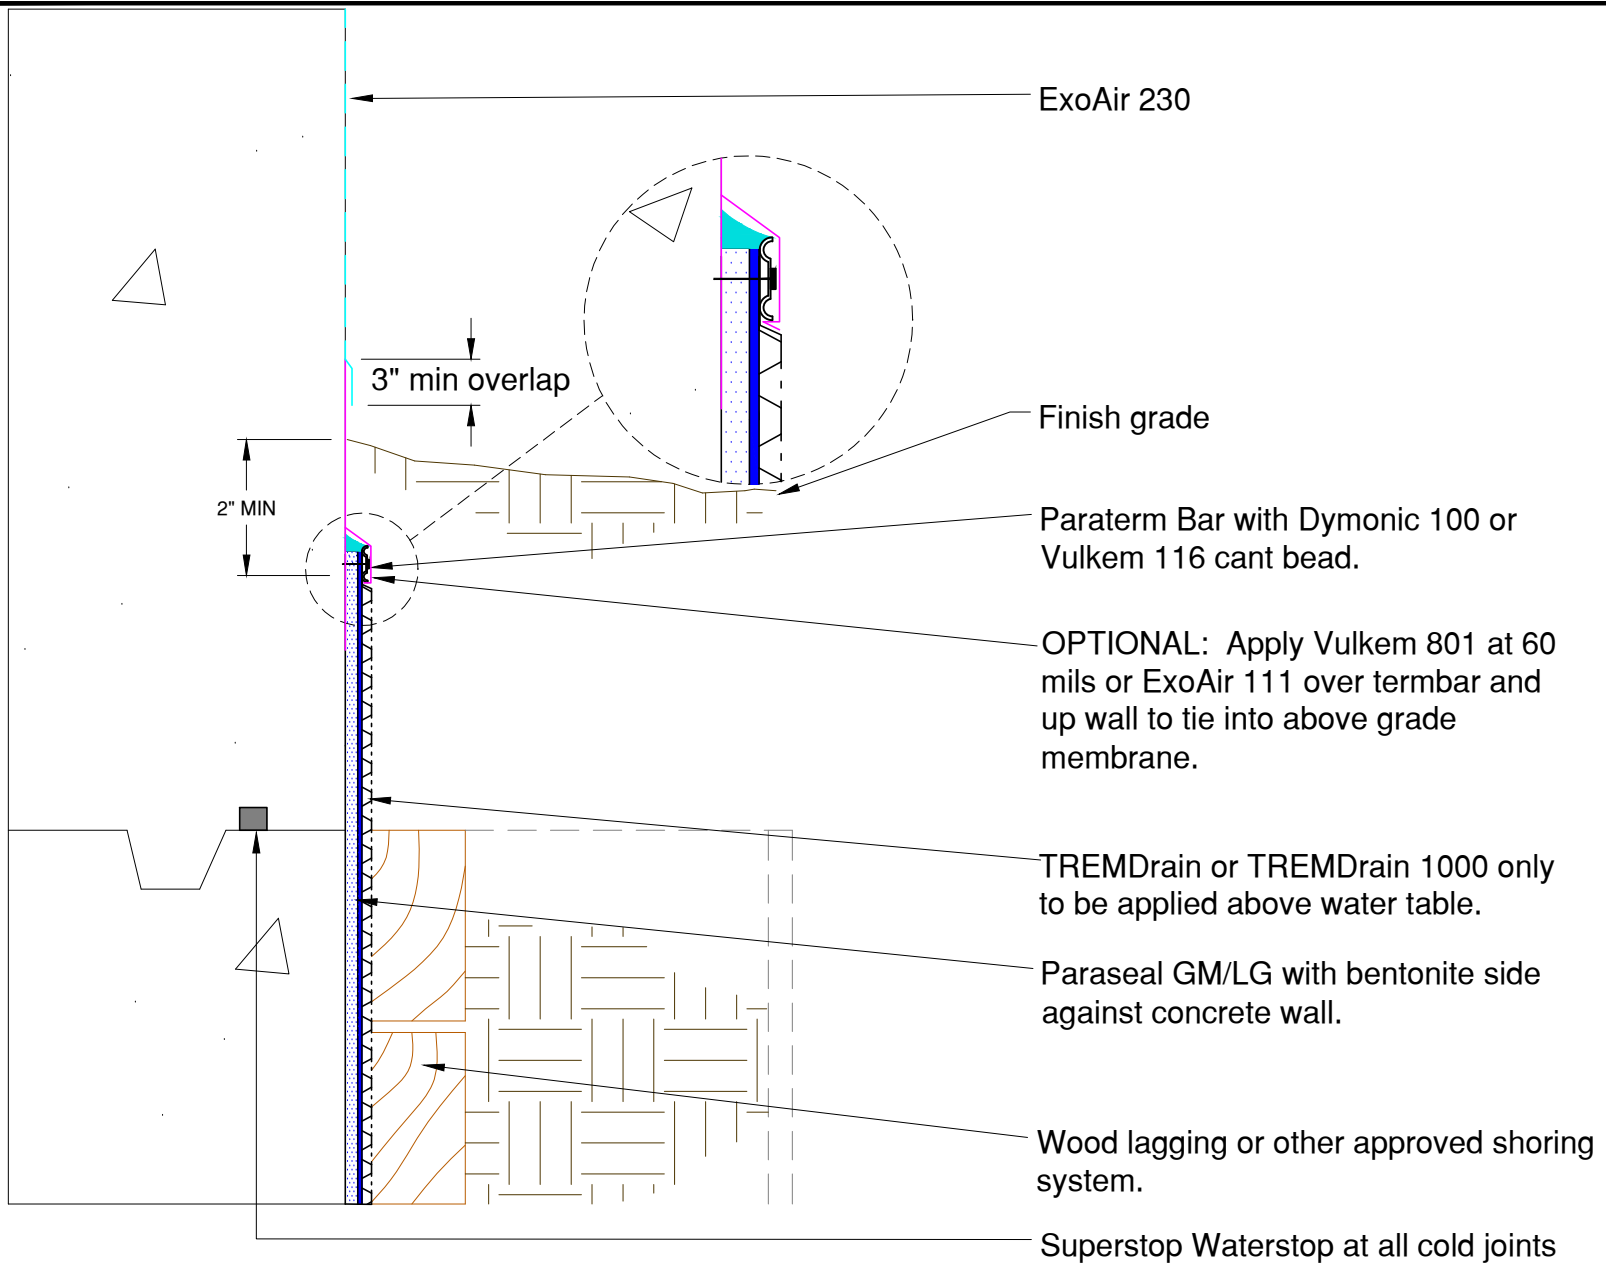 ExoAir 230
3" min overlap
Finish grade
2" MIN
Paraterm Bar with Dymonic 100 or
Vulkem 116 cant bead.
OPTIONAL:  Apply Vulkem 801 at 60
mils or ExoAir 111 over termbar and
up wall to tie into above grade
membrane.
TREMDrain or TREMDrain 1000 only
to be applied above water table.
Paraseal GM/LG with bentonite side
against concrete wall.
Wood lagging or other approved shoring
system.
Superstop Waterstop at all cold joints